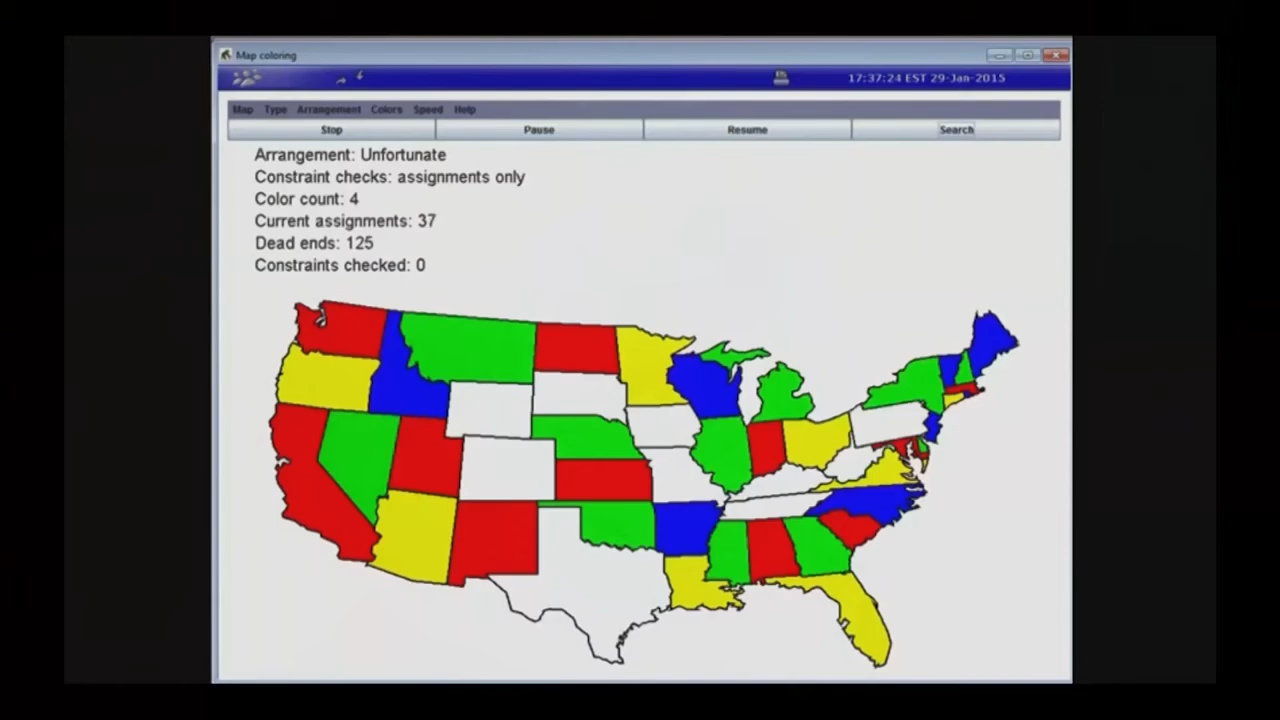 Map coloring
17:37:24 EST 29-Jan-2015
Map Type Arrangement Colors Speed Help
Stop Pause Resume Search
Arrangement: Unfortunate
Constraint checks: assignments only
Color count: 4
Current assignments: 37
Dead ends: 125
Constraints checked: 0